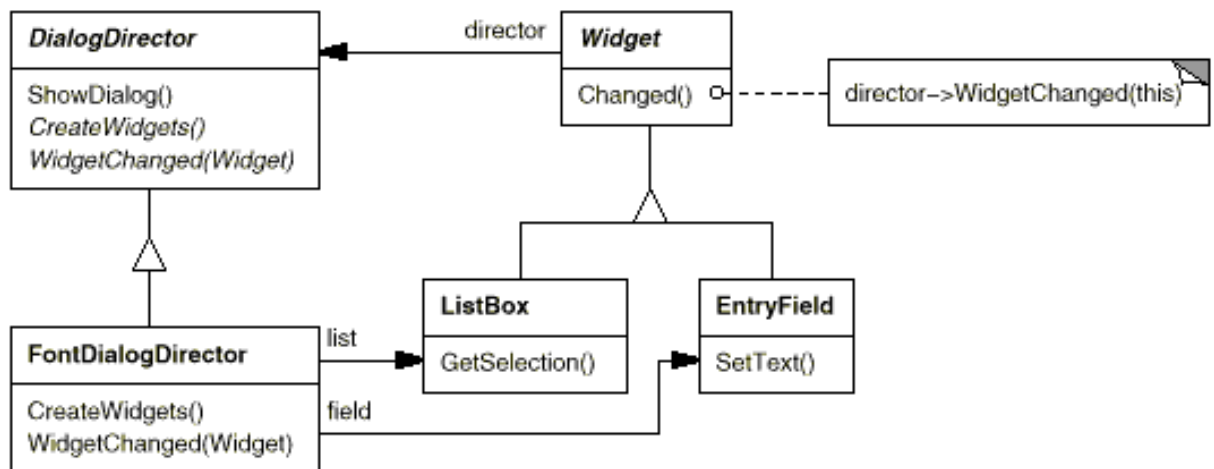 DialogDirector
ShowDialog()
CreateWidgets()
WidgetChanged(Widget)
director
Widget
Changed()
director->WidgetChanged(this)
FontDialogDirector
CreateWidgets()
WidgetChanged(Widget)
list
field
ListBox
GetSelection()
EntryField
SetText()